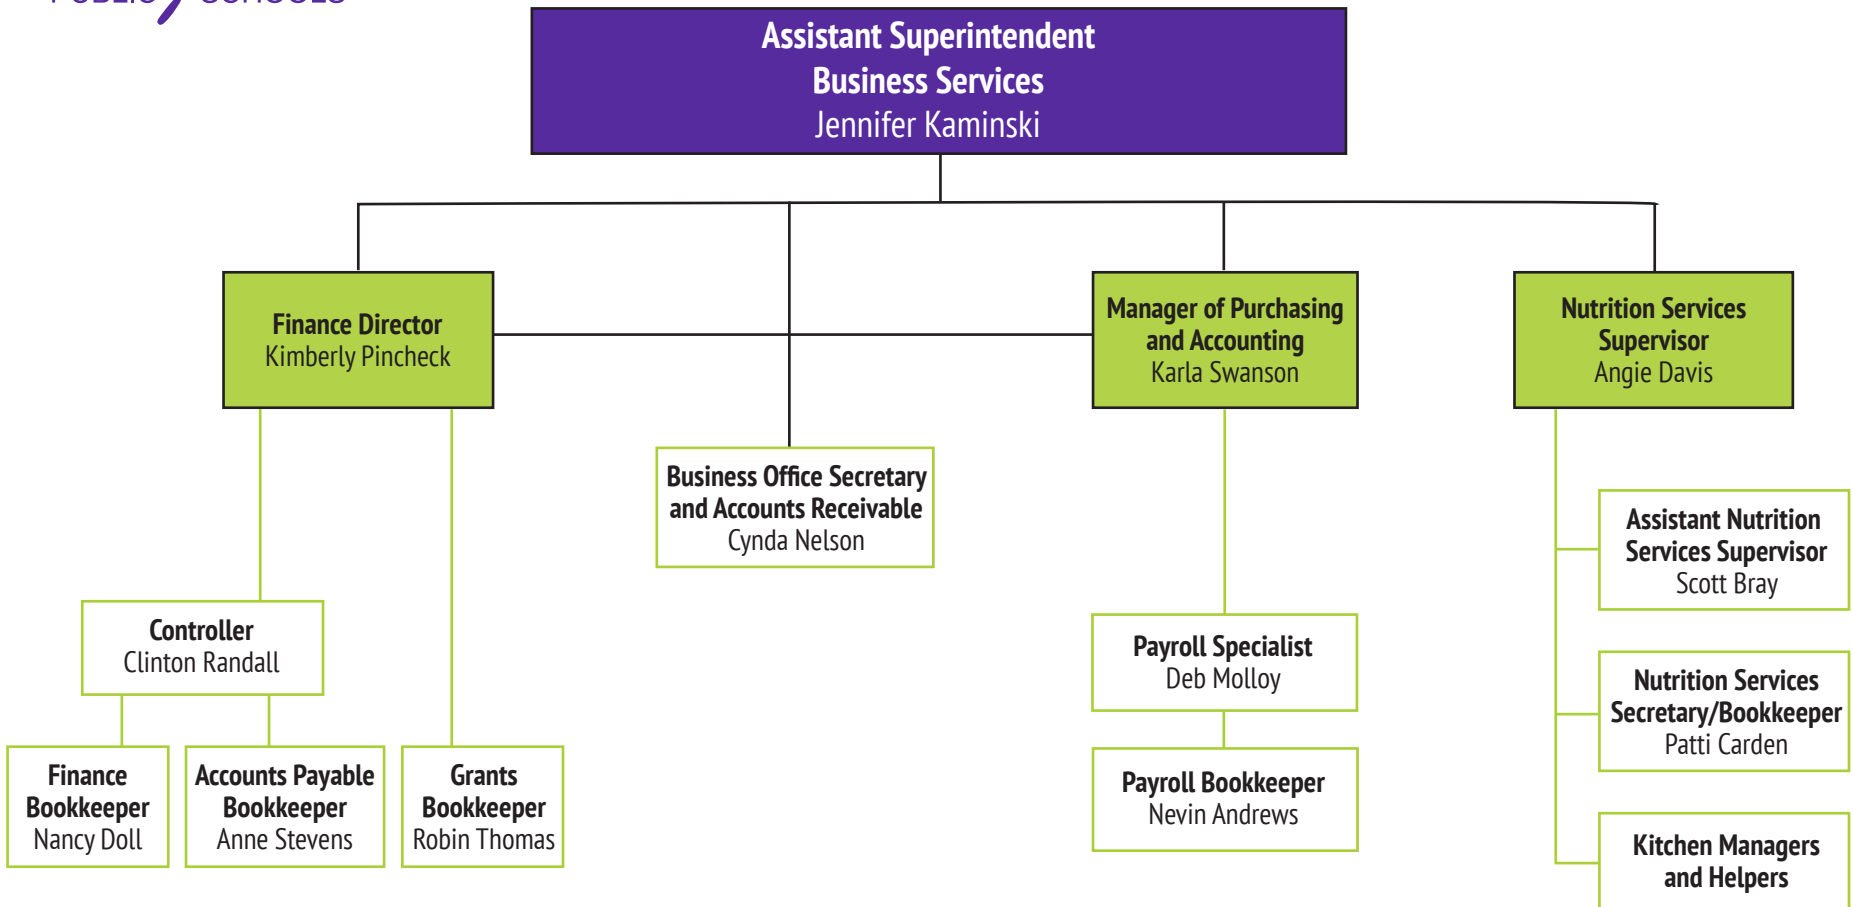 PUBLIC SCHOOLS
Assistant Superintendent
Business Services
Jennifer Kaminski
Finance Director
Kimberly Pincheck
Manager of Purchasing
and Accounting
Karla Swanson
Nutrition Services
Supervisor
Angie Davis
Business Office Secretary
and Accounts Receivable
Cynda Nelson
Assistant Nutrition
Services Supervisor
Scott Bray
Controller
Clinton Randall
Payroll Specialist
Deb Molloy
Nutrition Services
Secretary/Bookkeeper
Patti Carden
Finance
Bookkeeper
Nancy Doll
Accounts Payable
Bookkeeper
Anne Stevens
Grants
Bookkeeper
Robin Thomas
Payroll Bookkeeper
Nevin Andrews
Kitchen Managers
and Helpers